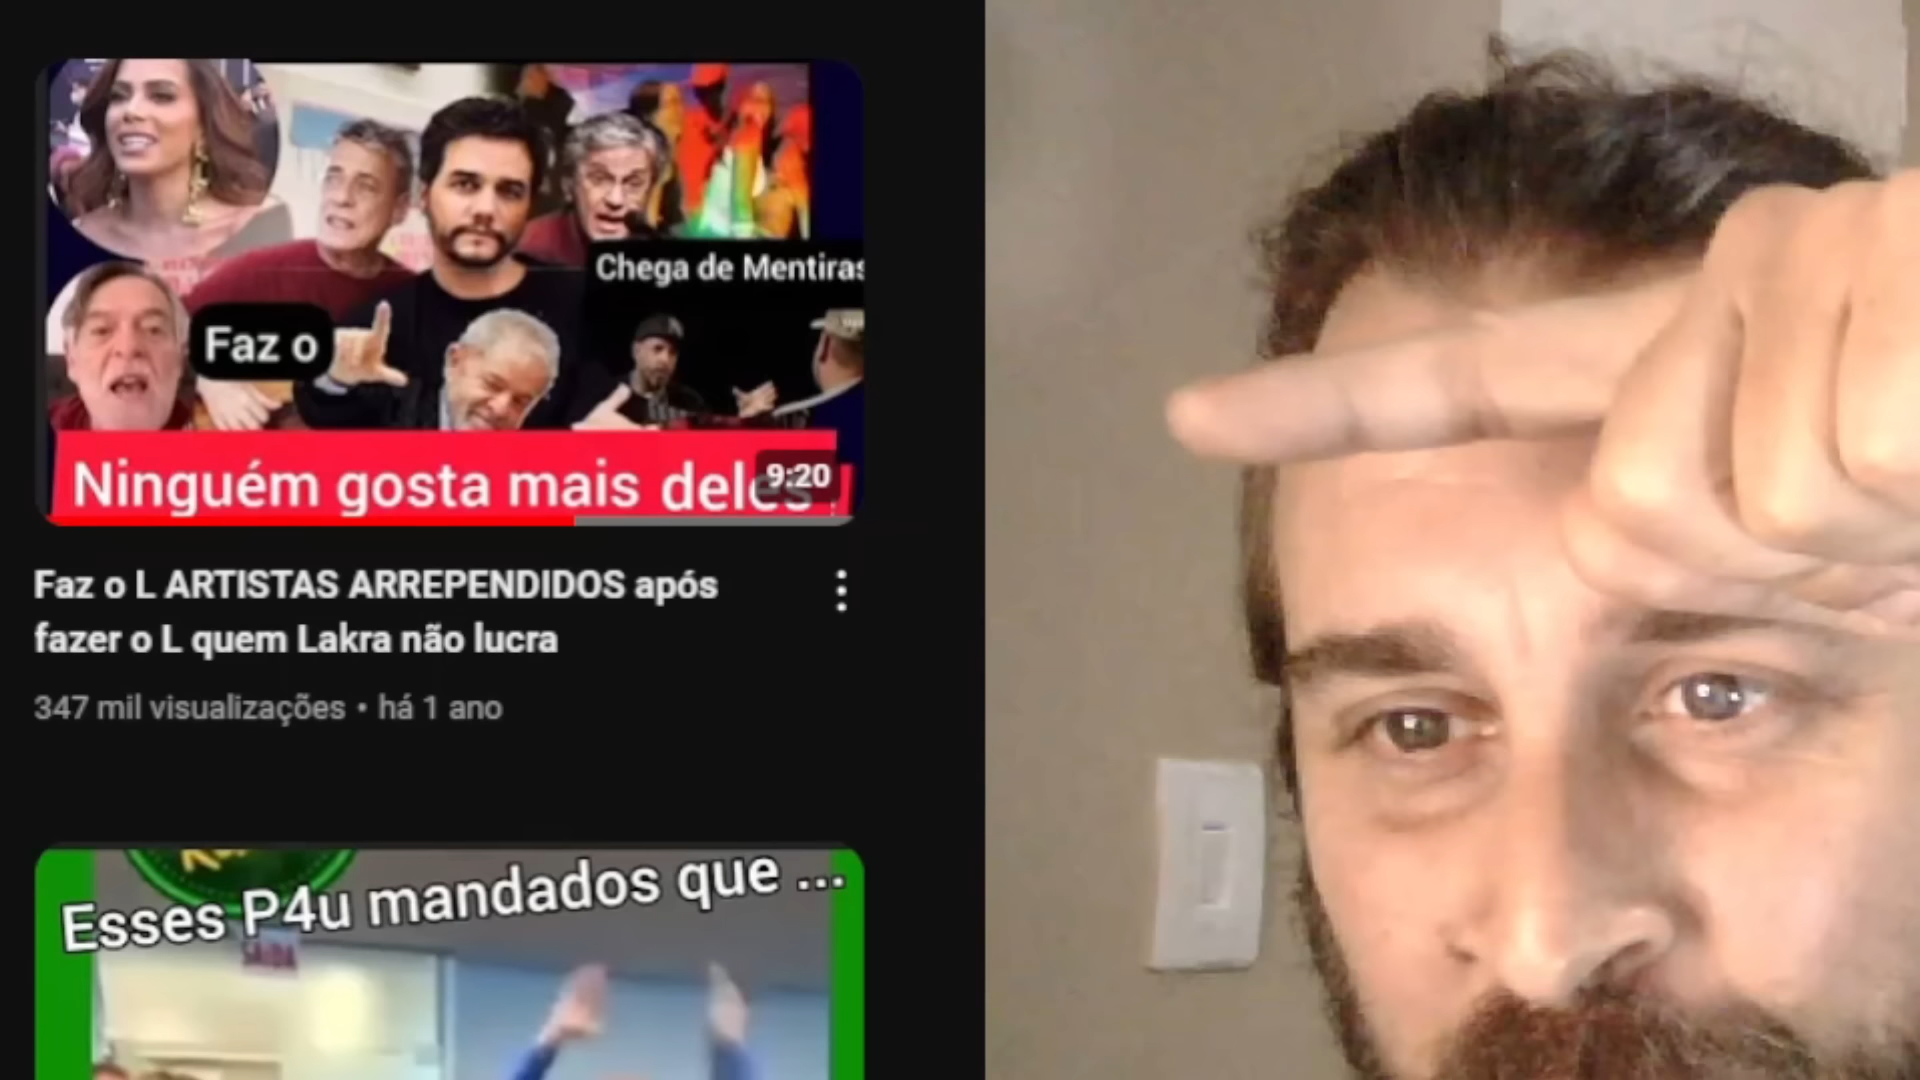 Chega de Mentiras
Faz o
Ninguém gosta mais deles
9:20
Faz o L ARTISTAS ARREPENDIDOS após
fazer o L quem Lakra não lucra
347 mil visualizações • há 1 ano
Esses P4u mandados que ...